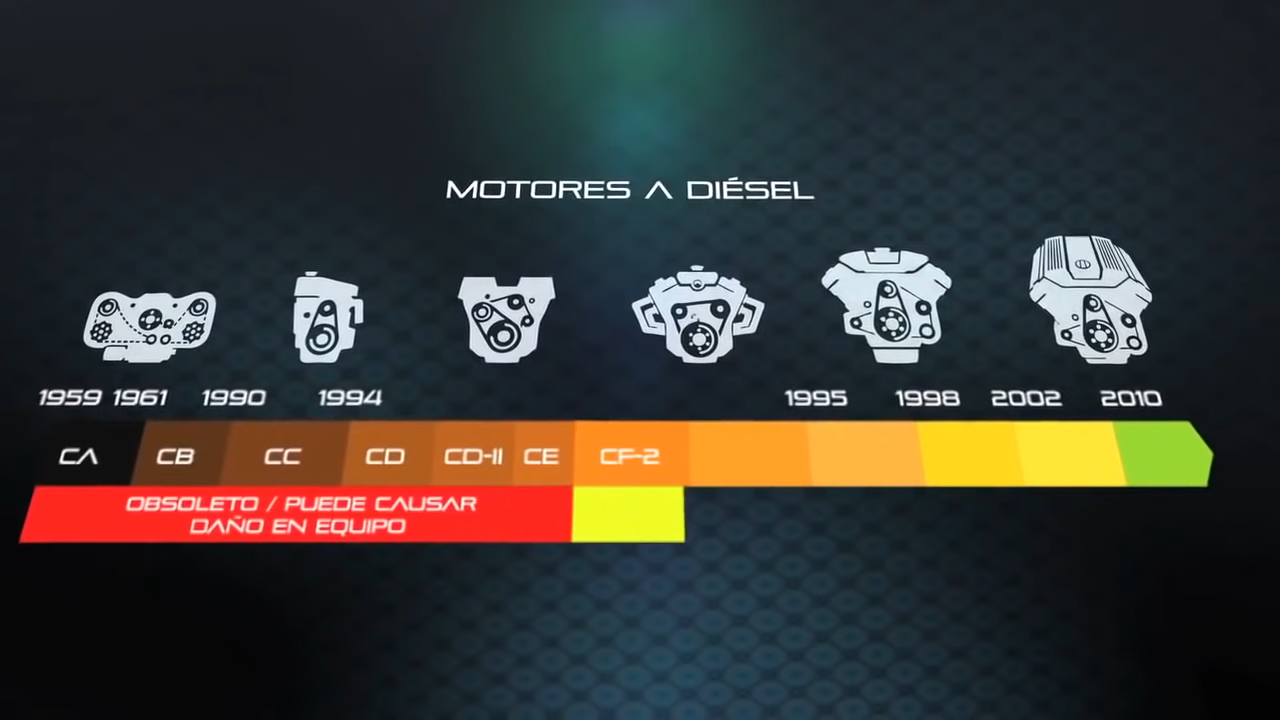 MOTORES A DIÉSEL
1959 1961 1990 1994 1995 1998 2002 2010
CA CB CC CD CD-II CE CF-2
OBSOLETO / PUEDE CAUSAR
DAÑO EN EQUIPO